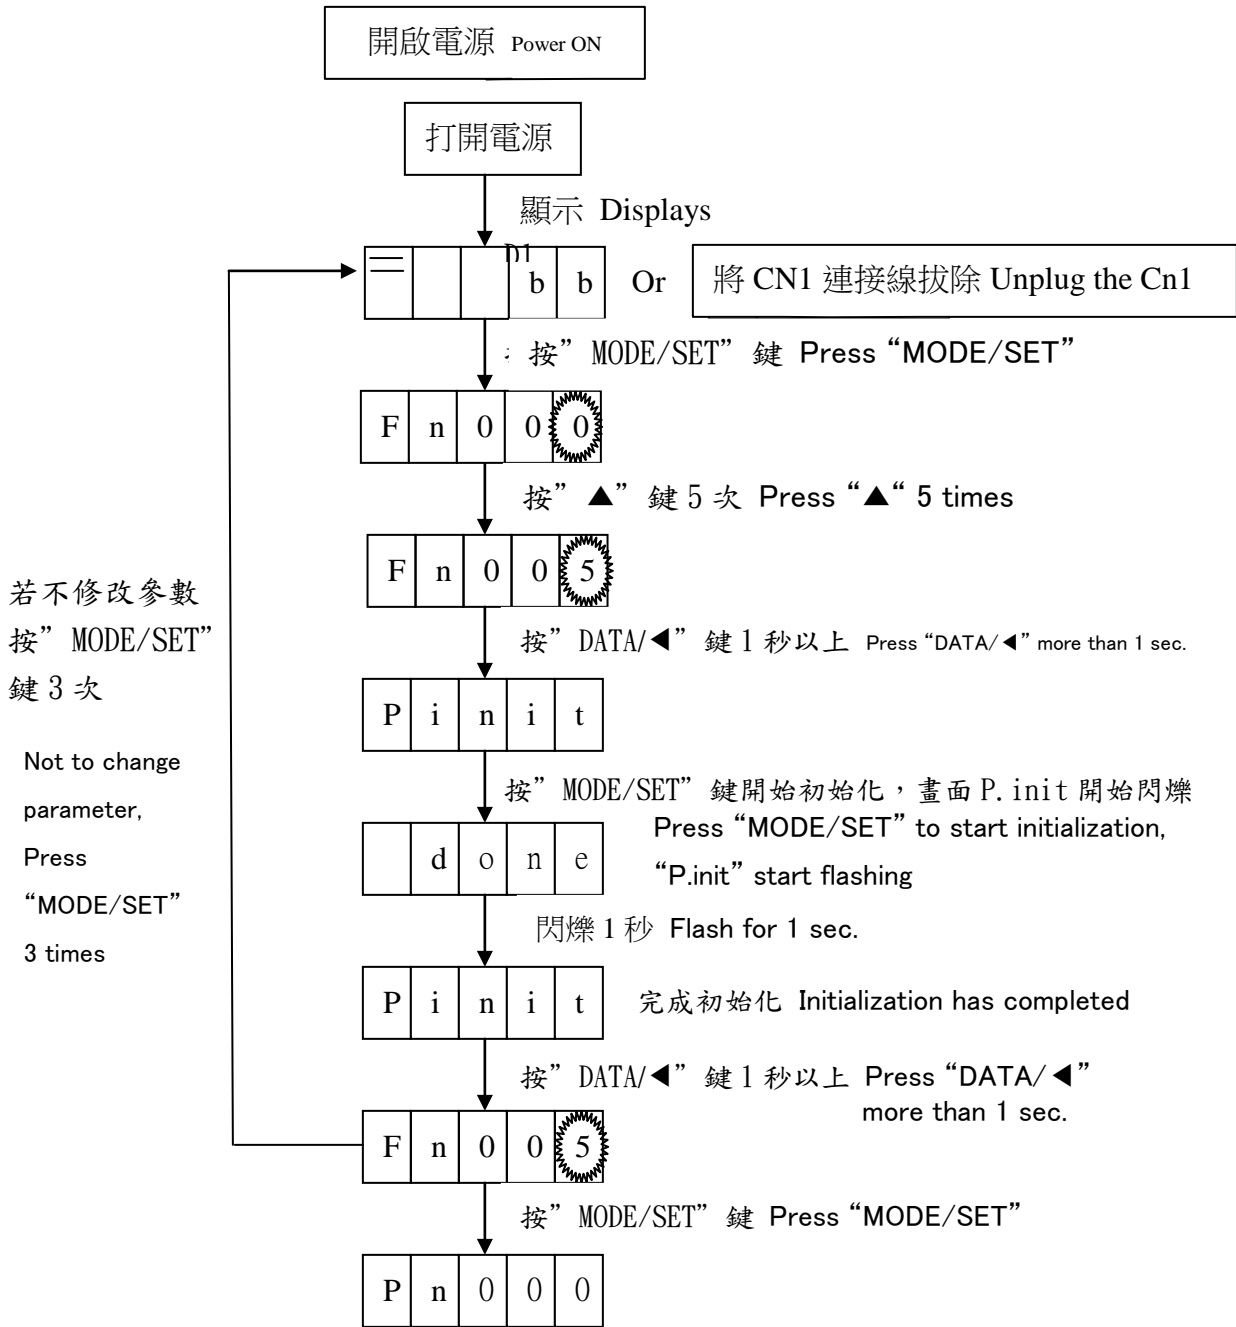 開啟電源 Power ON
打開電源
顯示 Displays
b b Or 將 CN1 連接線拔除 Unplug the Cn1
按” MODE/SET” 鍵 Press “MODE/SET”
F n 0 0 0
按” ▲” 鍵 5 次 Press “▲“ 5 times
F n 0 0 5
按” DATA/◀” 鍵 1 秒以上 Press “DATA/◀” more than 1 sec.
P i n i t
按” MODE/SET” 鍵開始初始化，畫面 P.init 開始閃爍
Press “MODE/SET” to start initialization,
“P.init” start flashing
d o n e
閃爍 1 秒 Flash for 1 sec.
P i n i t 完成初始化 Initialization has completed
按” DATA/◀” 鍵 1 秒以上 Press “DATA/◀”
more than 1 sec.
F n 0 0 5
按” MODE/SET” 鍵 Press “MODE/SET”
P n 0 0 0
若不修改參數
按” MODE/SET”
鍵 3 次
Not to change
parameter,
Press
“MODE/SET”
3 times